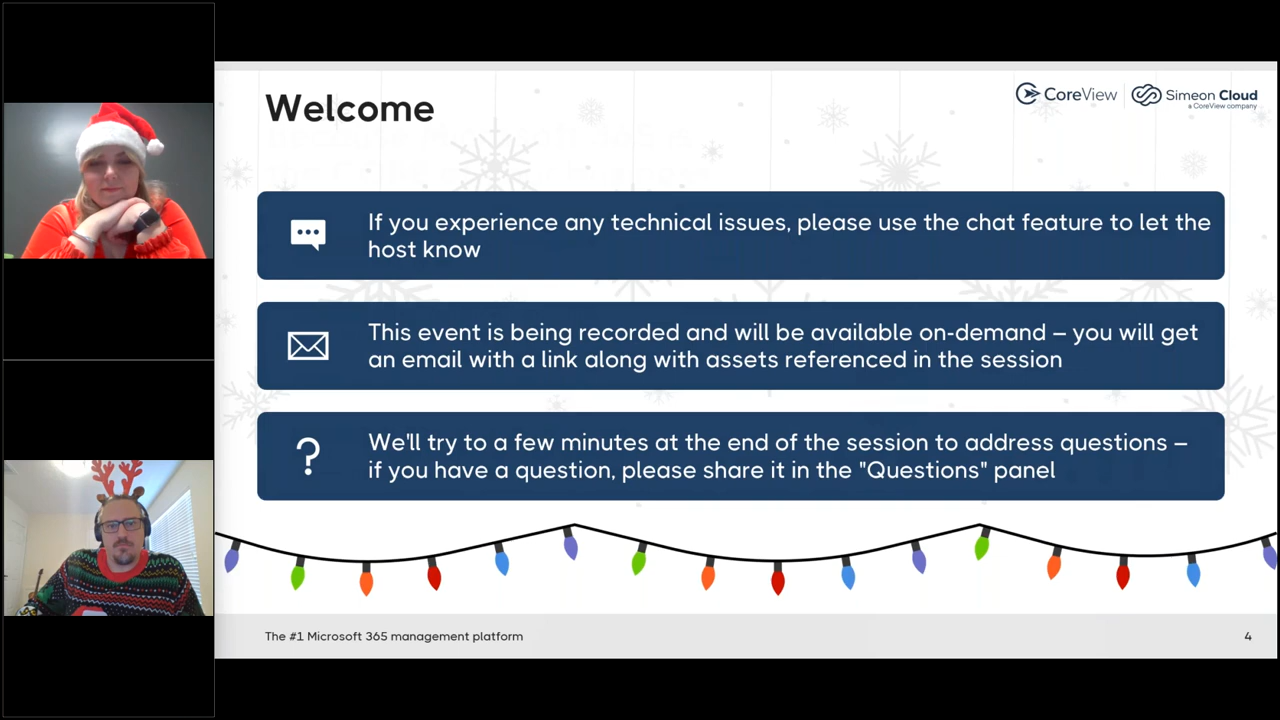 Welcome
CoreView
Simeon Cloud
a CoreView company
If you experience any technical issues, please use the chat feature to let the
host know
This event is being recorded and will be available on-demand – you will get
an email with a link along with assets referenced in the session
We'll try to a few minutes at the end of the session to address questions –
if you have a question, please share it in the "Questions" panel
The #1 Microsoft 365 management platform
4